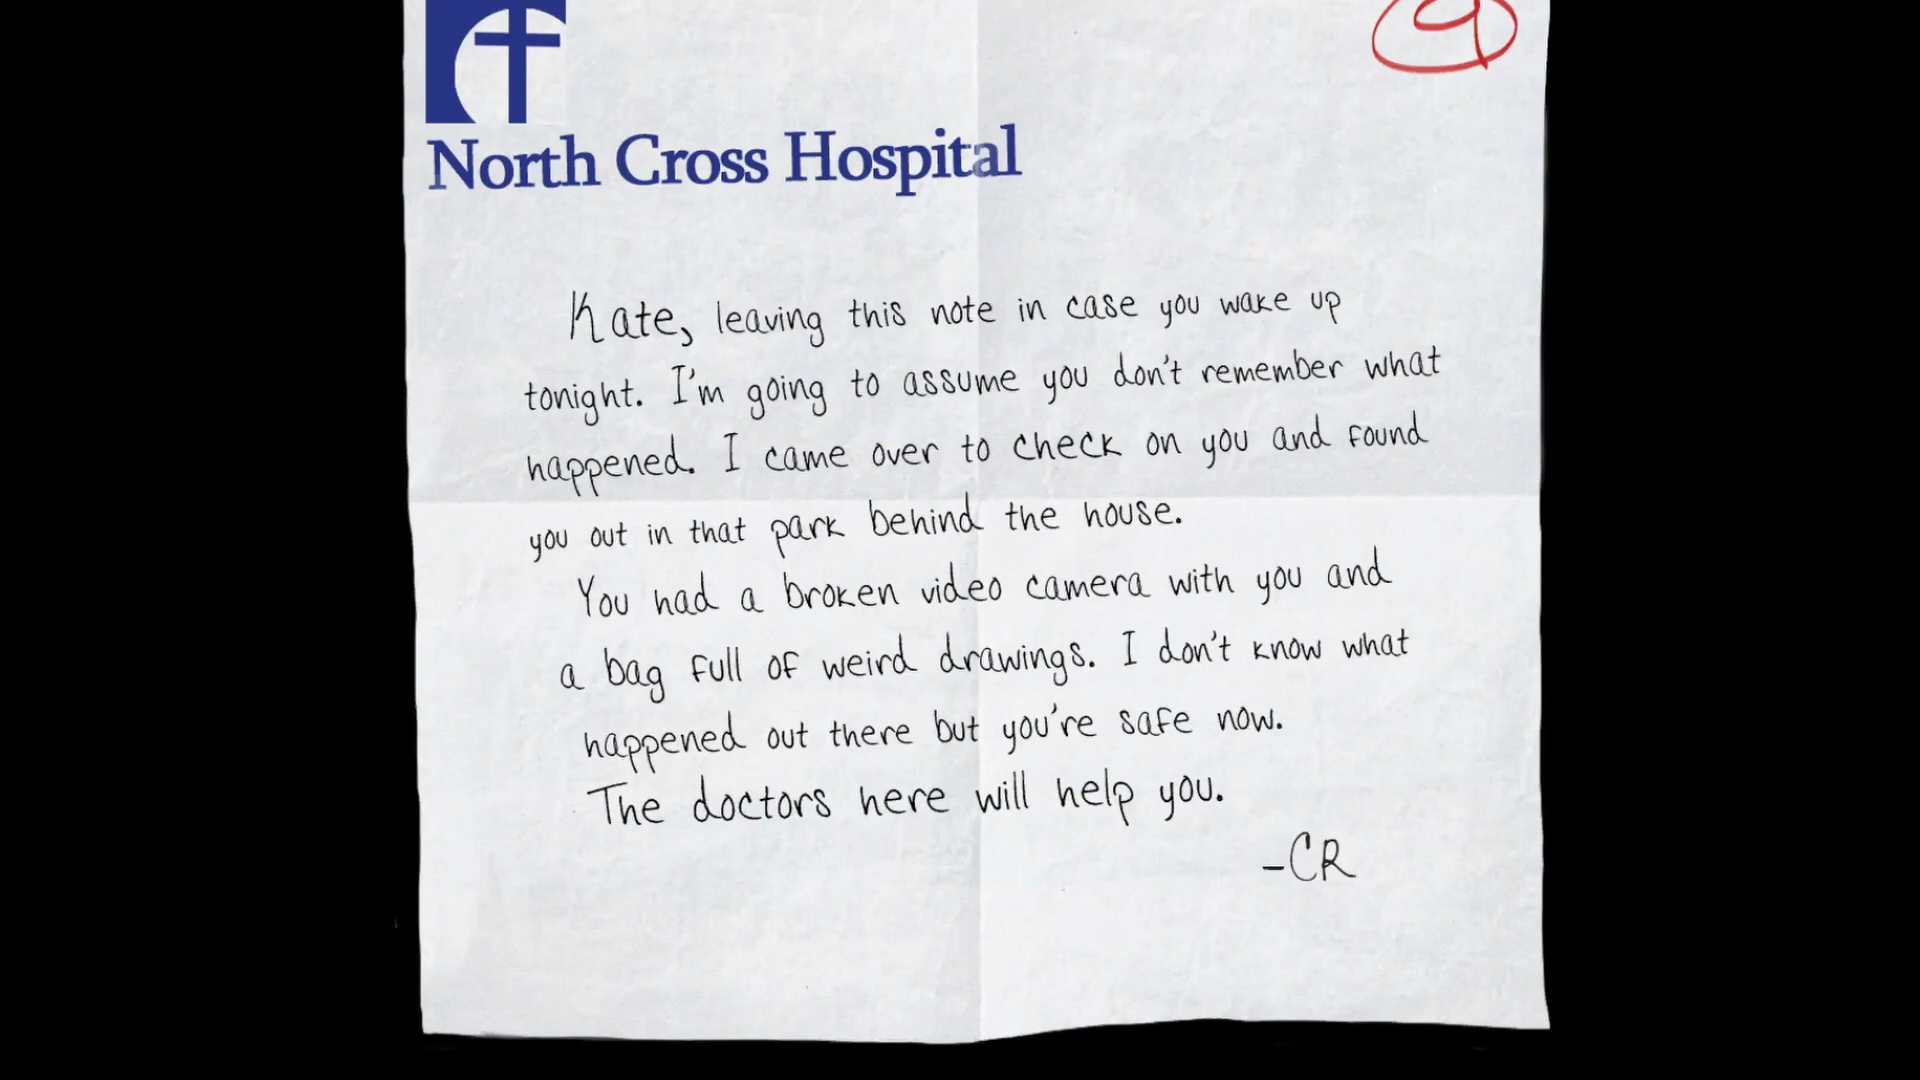 9
North Cross Hospital
Kate, leaving this note in case you wake up
tonight. I'm going to assume you don't remember what
happened. I came over to check on you and found
you out in that park behind the house.
You had a broken video camera with you and
a bag full of weird drawings. I don't know what
happened out there but you're safe now.
The doctors here will help you.
-CR